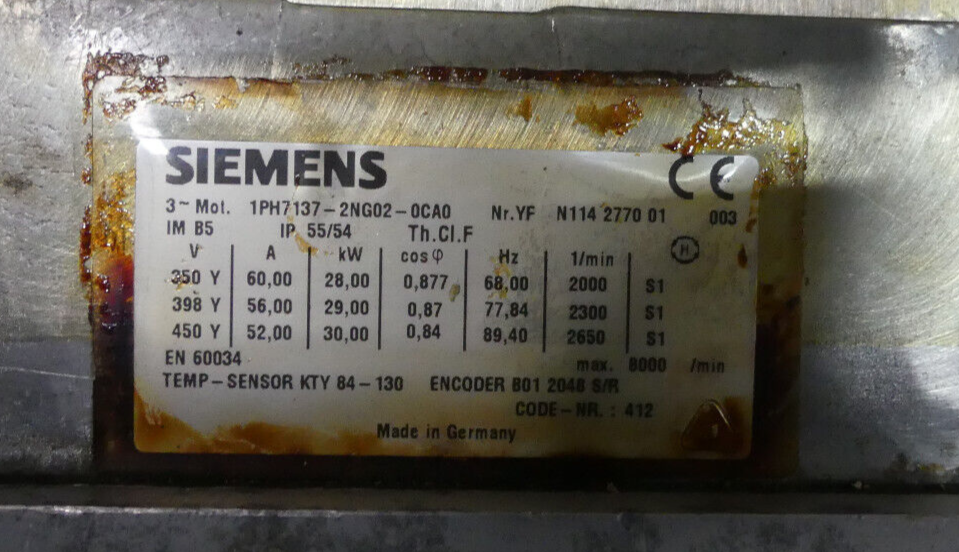 SIEMENS CE
3~ Mot. 1PH7137-2NG02-0CA0 Nr.YF N114 2770 01 003
IM B5 IP 55/54 Th.Cl.F
V A kW cos φ Hz 1/min H
350 Y 60,00 28,00 0,877 68,00 2000 S1
398 Y 56,00 29,00 0,87 77,84 2300 S1
450 Y 52,00 30,00 0,84 89,40 2650 S1
EN 60034 max. 8000 /min
TEMP-SENSOR KTY 84-130 ENCODER B01 2048 S/R
CODE-NR. : 412
Made in Germany